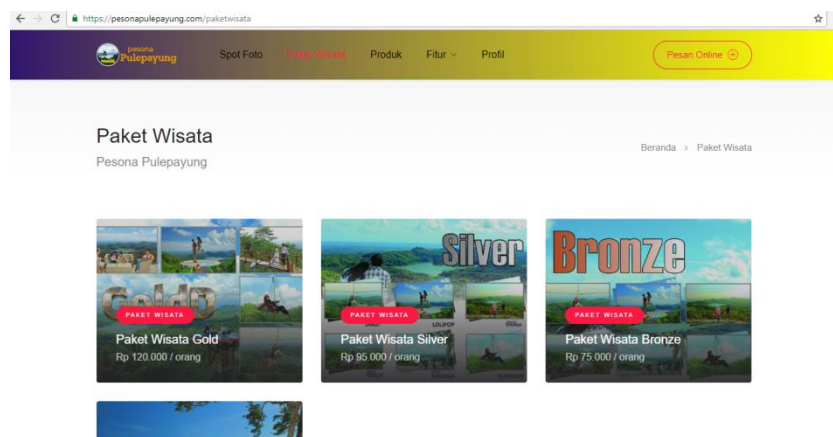 https://pesonapulepayung.com/paketwisata
pesona
Pulepayung
Spot Foto
Paket Wisata
Produk
Fitur
Profil
Pesan Online
Paket Wisata
Pesona Pulepayung
Beranda > Paket Wisata
GolD
PAKET WISATA
Paket Wisata Gold
Rp 120.000 / orang
Silver
LOLIPOP
PAKET WISATA
Paket Wisata Silver
Rp 95.000 / orang
Bronze
PAKET WISATA
Paket Wisata Bronze
Rp 75.000 / orang